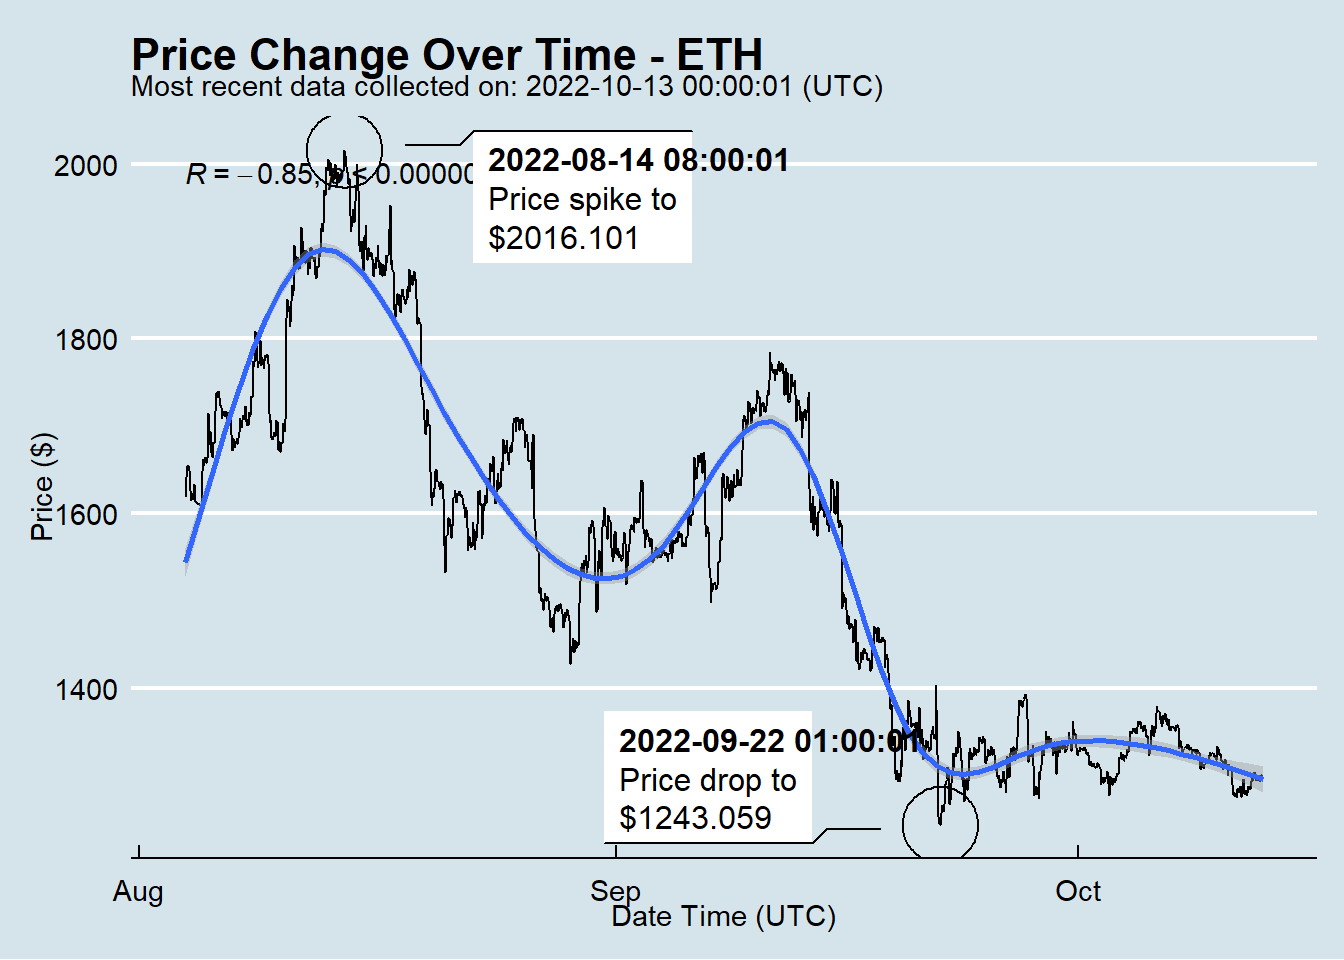 Price Change Over Time - ETH
Most recent data collected on: 2022-10-13 00:00:01 (UTC)
2022-08-14 08:00:01
Price spike to
$2016.101
R = −0.85, p < 0.00000
2000
1800
1600
1400
Price ($)
2022-09-22 01:00:01
Price drop to
$1243.059
Aug
Sep
Oct
Date Time (UTC)